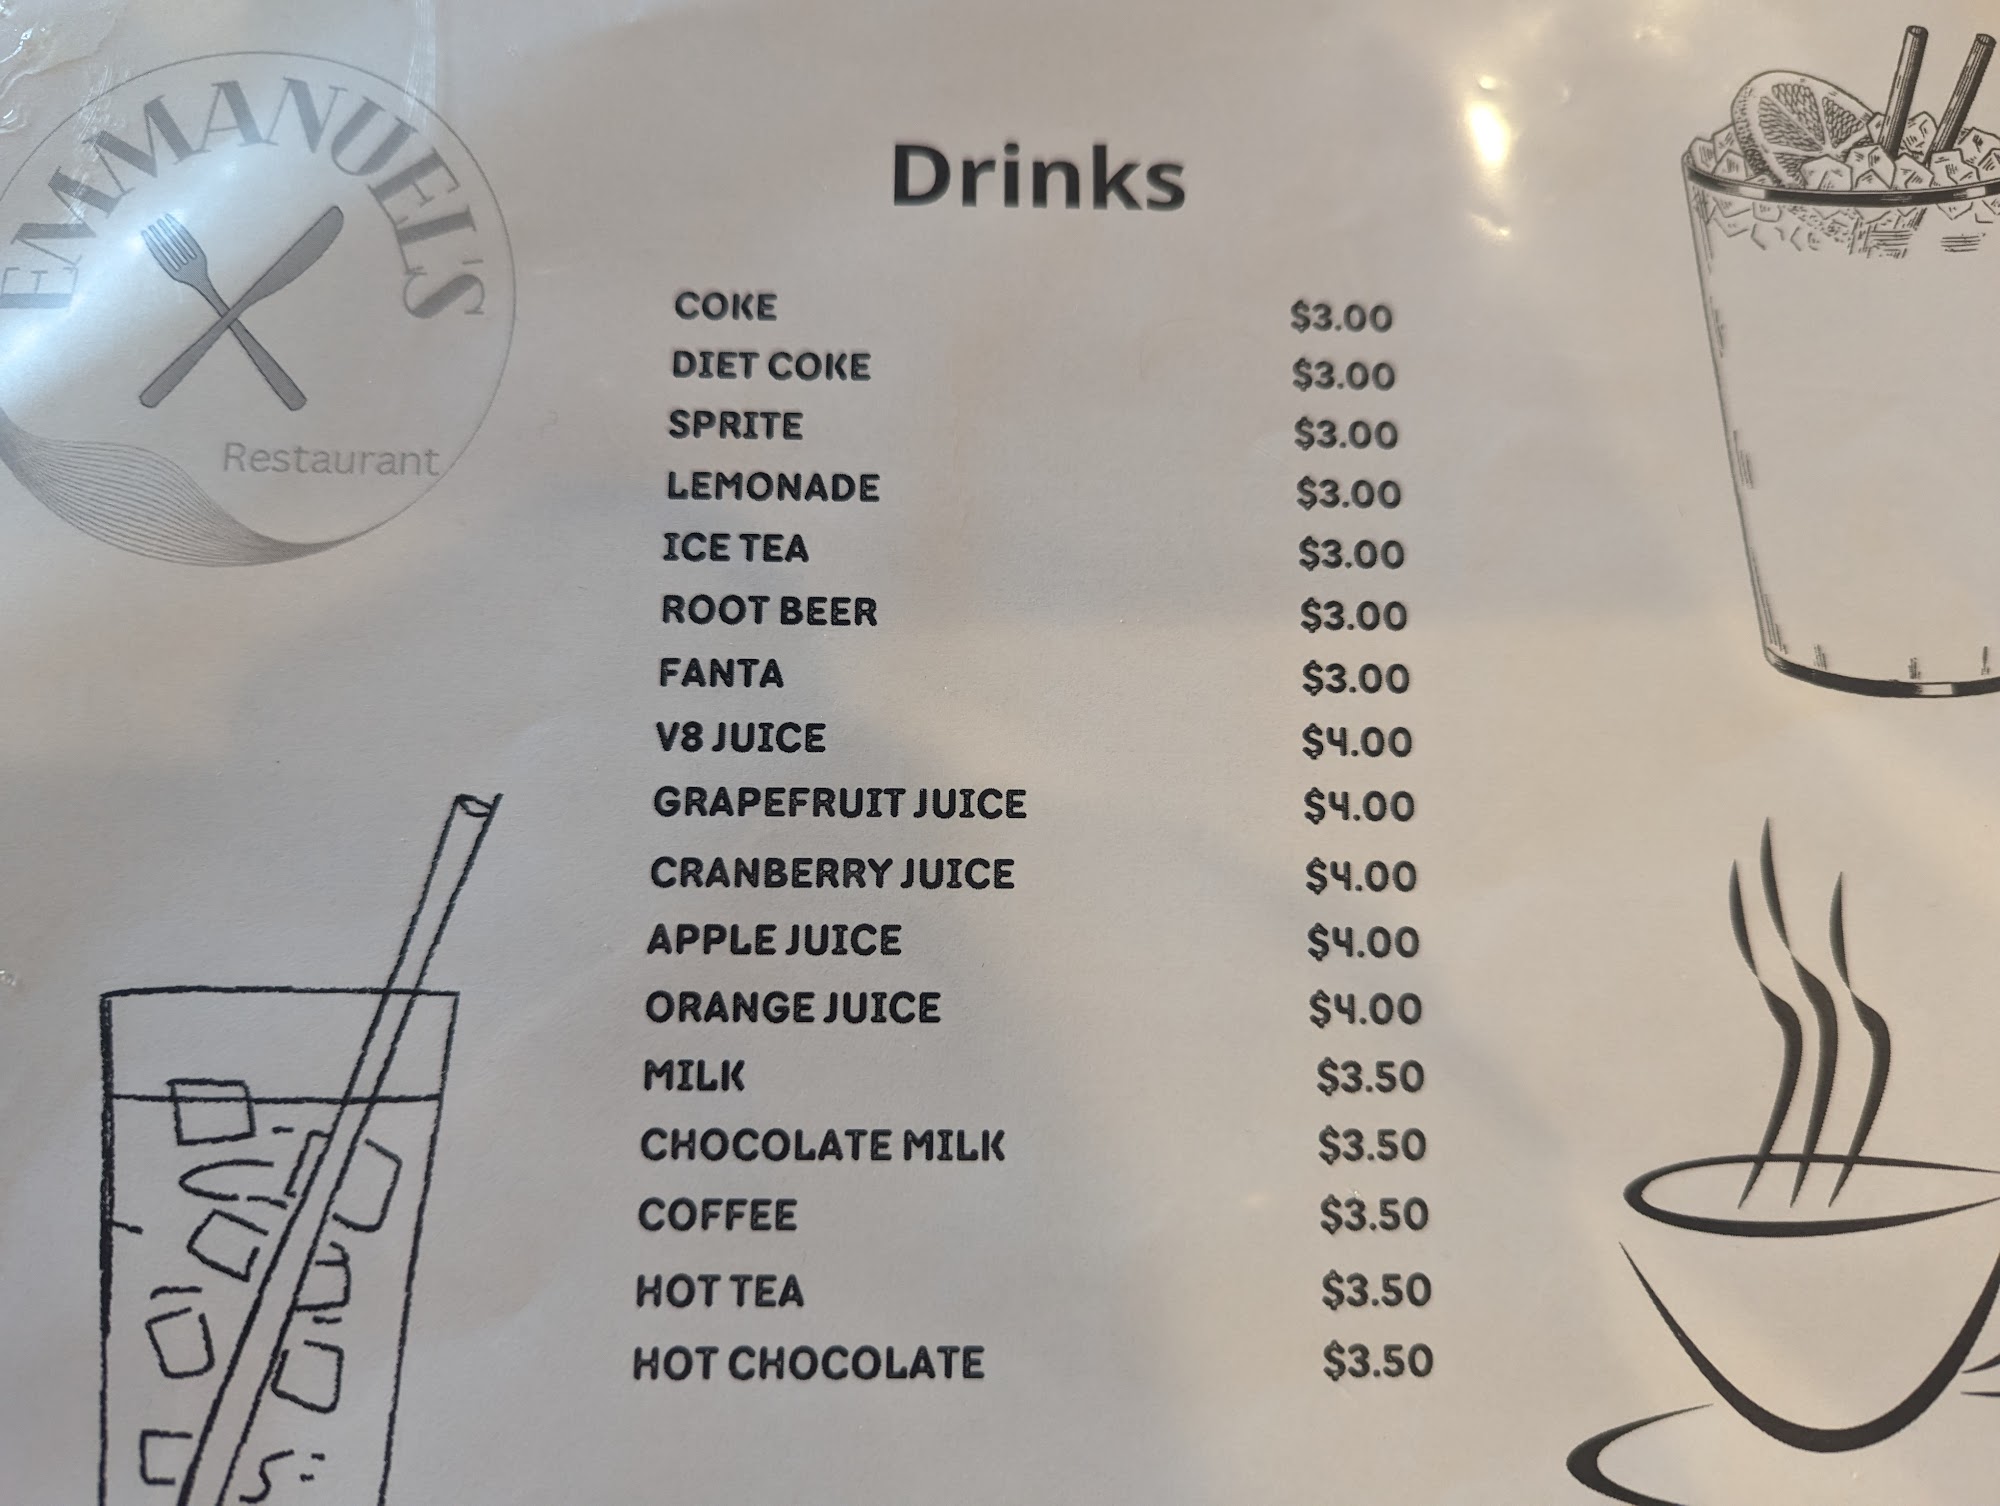 EMMANUEL'S
Restaurant
Drinks
COKE $3.00
DIET COKE $3.00
SPRITE $3.00
LEMONADE $3.00
ICE TEA $3.00
ROOT BEER $3.00
FANTA $3.00
V8 JUICE $4.00
GRAPEFRUIT JUICE $4.00
CRANBERRY JUICE $4.00
APPLE JUICE $4.00
ORANGE JUICE $4.00
MILK $3.50
CHOCOLATE MILK $3.50
COFFEE $3.50
HOT TEA $3.50
HOT CHOCOLATE $3.50